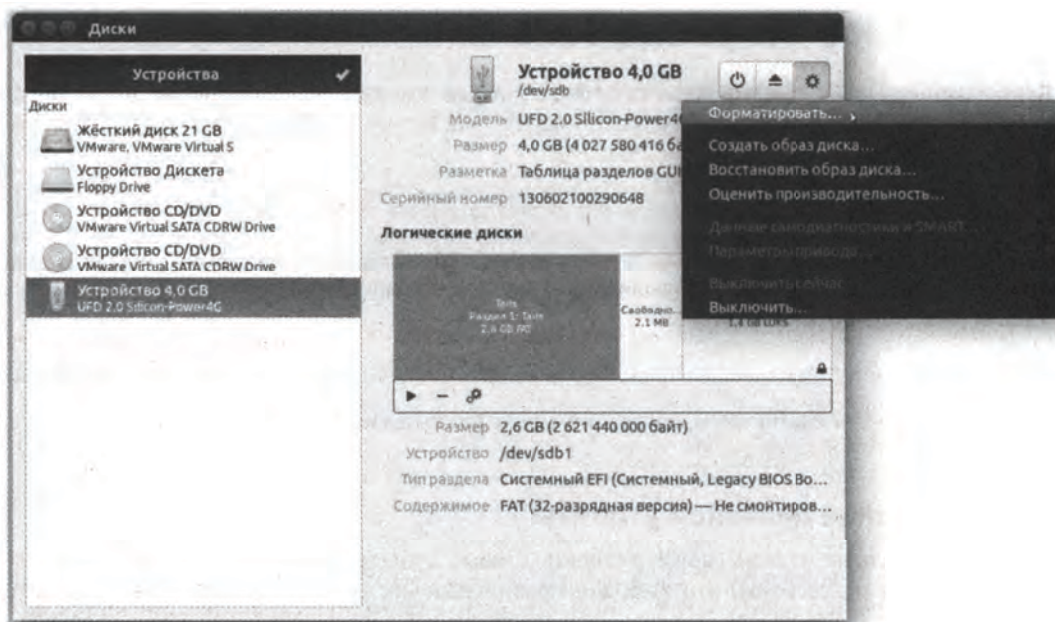 Диски
Устройства
Диски
Жёсткий диск 21 GB
VMware, VMware Virtual S
Устройство Дискета
Floppy Drive
Устройство CD/DVD
VMware Virtual SATA CDRW Drive
Устройство CD/DVD
VMware Virtual SATA CDRW Drive
Устройство 4,0 GB
UFD 2.0 Silicon-Power4G
Устройство 4,0 GB
/dev/sdb
Модель UFD 2.0 Silicon-Power4
Размер 4,0 GB (4 027 580 416 ба
Разметка Таблица разделов GUI
Серийный номер 130602100290648
Форматировать...
Создать образ диска...
Восстановить образ диска...
Оценить производительность...
Данные самодиагностики и SMART...
Параметры привода...
Выключить сейчас
Выключить...
Логические диски
Tails
Раздел 1: Tails
2,6 GB FAT
Свободно...
2.1 MB
1,4 GB LUKS
Размер 2,6 GB (2 621 440 000 байт)
Устройство /dev/sdb1
Тип раздела Системный EFI (Системный, Legacy BIOS Bo...
Содержимое FAT (32-разрядная версия) — Не смонтиров...